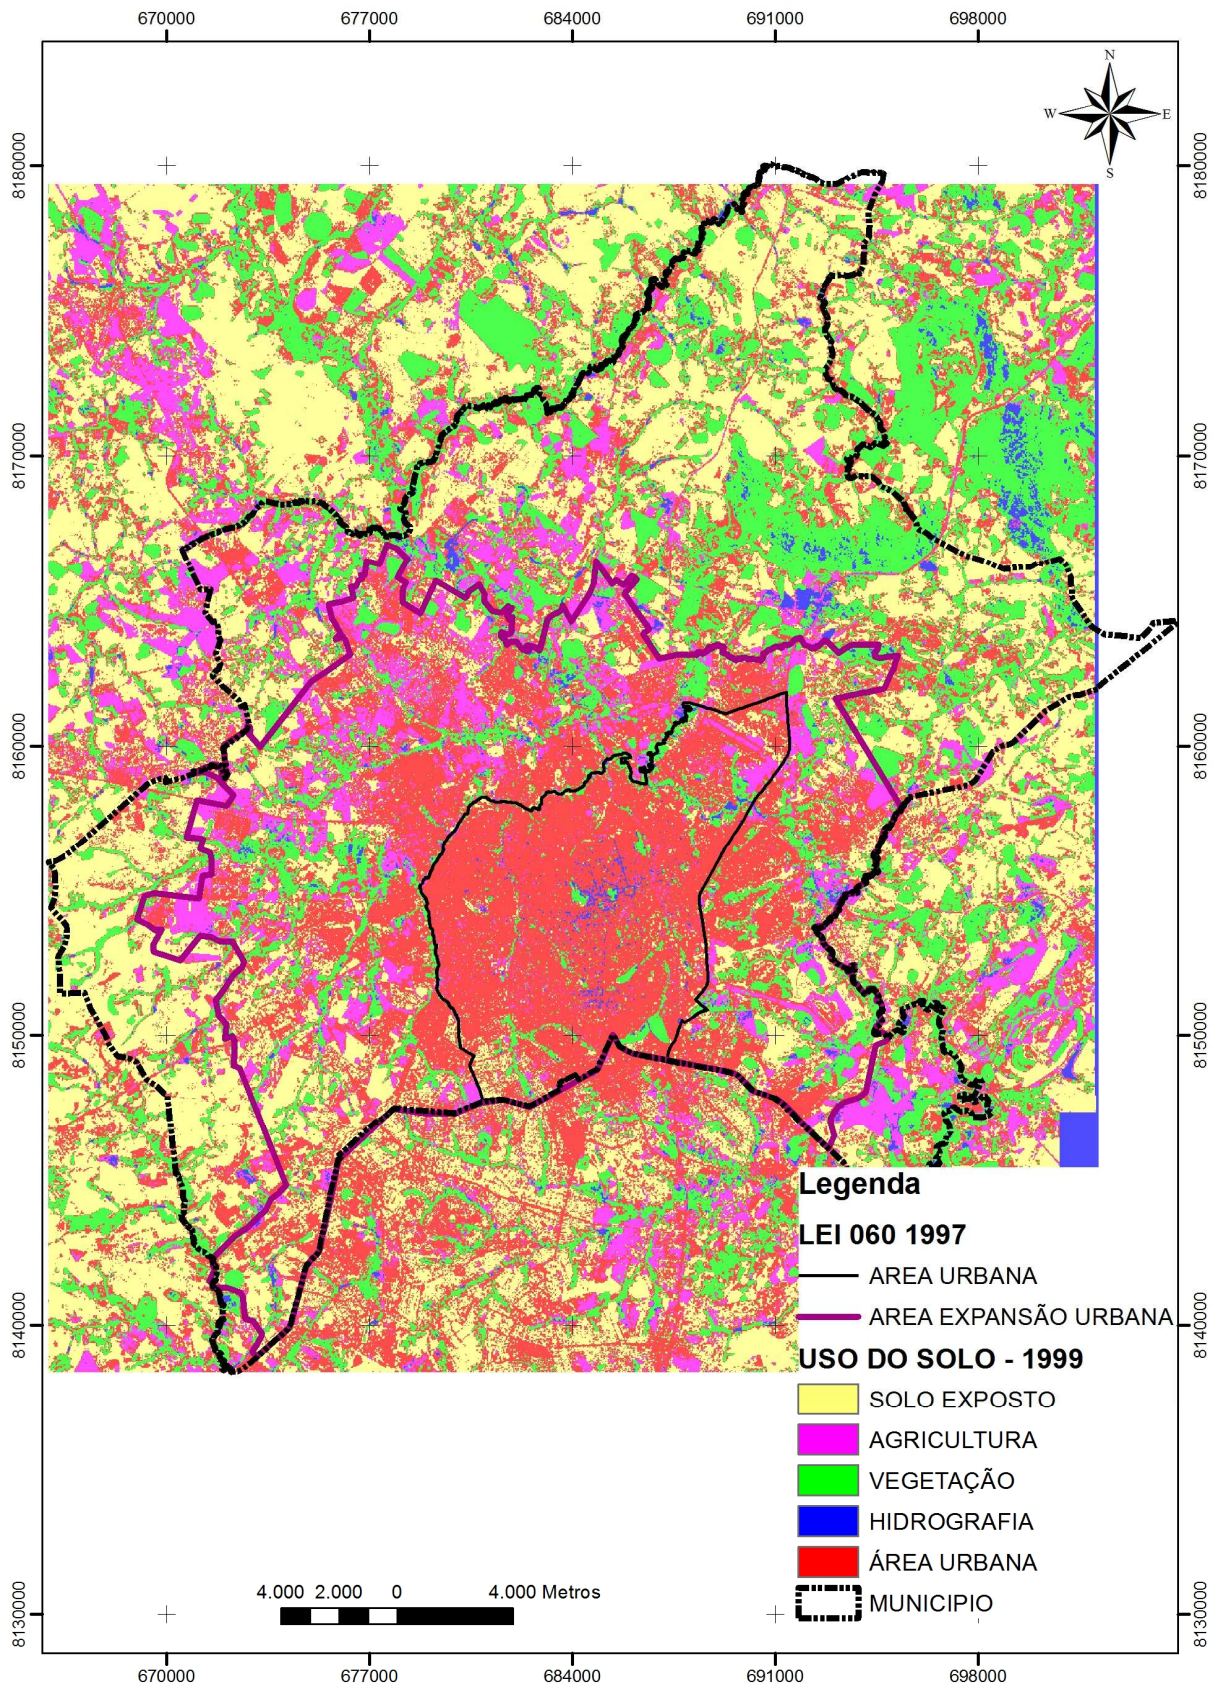 670000 677000 684000 691000 698000
N
W E
S
8180000 8180000
8170000 8170000
8160000 8160000
8150000 8150000
Legenda
LEI 060 1997
AREA URBANA
AREA EXPANSÃO URBANA
8140000 8140000
USO DO SOLO - 1999
SOLO EXPOSTO
AGRICULTURA
VEGETAÇÃO
HIDROGRAFIA
ÁREA URBANA
MUNICIPIO
4.000 2.000 0 4.000 Metros
8130000 8130000
670000 677000 684000 691000 698000